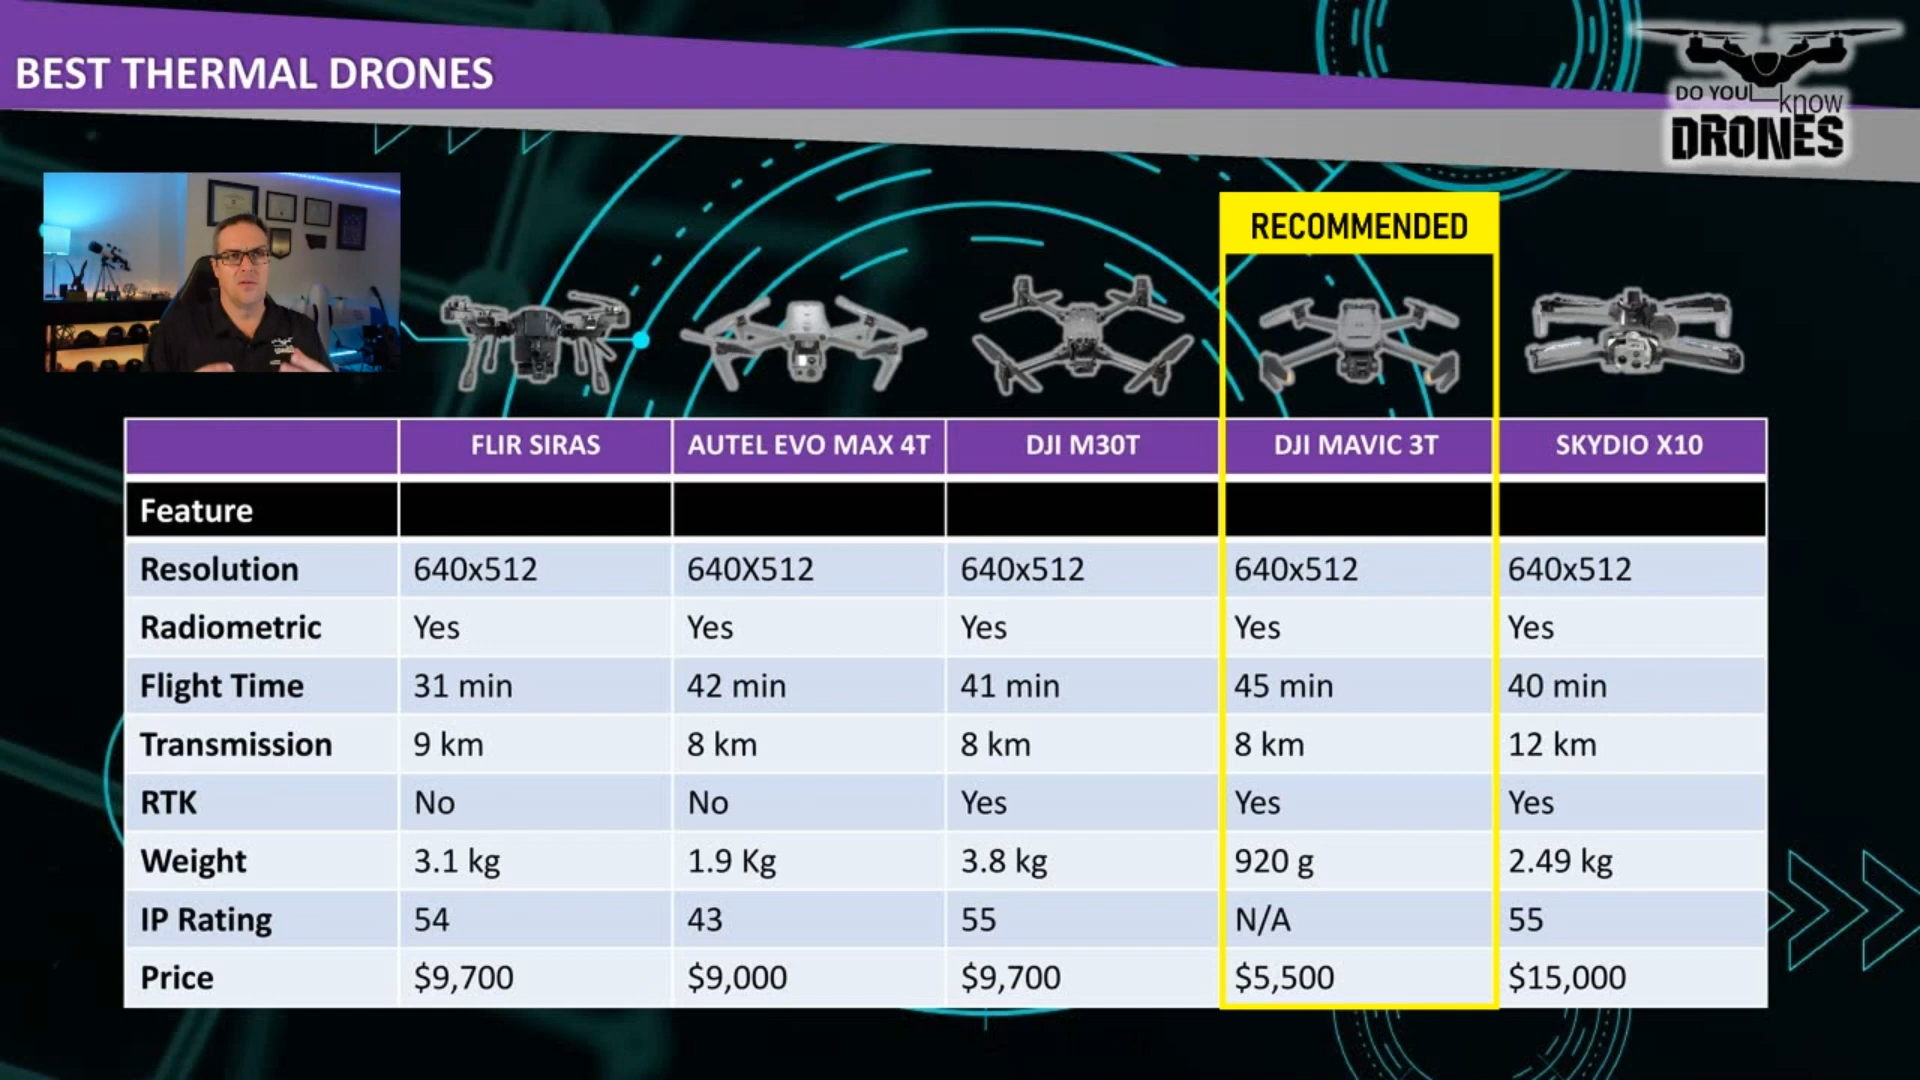 BEST THERMAL DRONES
DO YOU know
DRONES
RECOMMENDED
FLIR SIRAS AUTEL EVO MAX 4T DJI M30T DJI MAVIC 3T SKYDIO X10
Feature
Resolution 640x512 640X512 640x512 640x512 640x512
Radiometric Yes Yes Yes Yes Yes
Flight Time 31 min 42 min 41 min 45 min 40 min
Transmission 9 km 8 km 8 km 8 km 12 km
RTK No No Yes Yes Yes
Weight 3.1 kg 1.9 Kg 3.8 kg 920 g 2.49 kg
IP Rating 54 43 55 N/A 55
Price $9,700 $9,000 $9,700 $5,500 $15,000